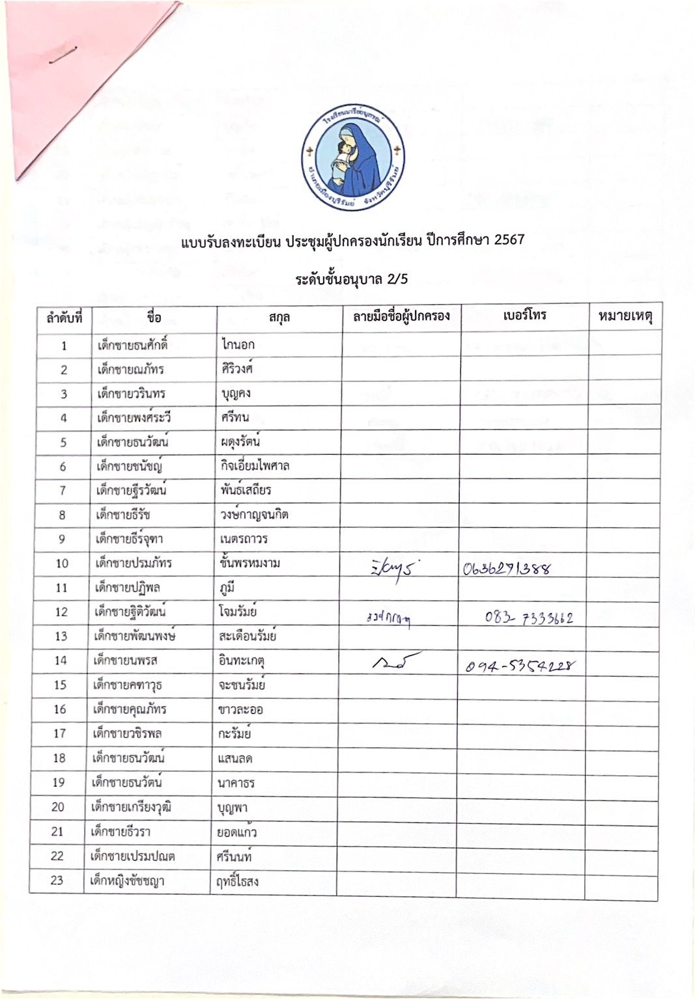 โรงเรียนมารีย์อนุสรณ์
อำเภอเมืองบุรีรัมย์ จังหวัดบุรีรัมย์
แบบรับลงทะเบียน ประชุมผู้ปกครองนักเรียน ปีการศึกษา 2567
ระดับชั้นอนุบาล 2/5
ลำดับที่ ชื่อ สกุล ลายมือชื่อผู้ปกครอง เบอร์โทร หมายเหตุ
1 เด็กชายธนศักดิ์ ไกนอก
2 เด็กชายณภัทร ศิริวงศ์
3 เด็กชายวรินทร บุญคง
4 เด็กชายพงศ์ระวี ศรีทน
5 เด็กชายธนวัฒน์ ผดุงรัตน์
6 เด็กชายชนัชญ์ กิจเอี่ยมไพศาล
7 เด็กชายฐีรวัฒน์ พันธ์เสถียร
8 เด็กชายธีรัช วงษ์กาญจนกิต
9 เด็กชายธีร์จุฑา เนตรถาวร
10 เด็กชายปรมภัทร ชั้นพรหมงาม 0636271388
11 เด็กชายปฏิพล ภูมี
12 เด็กชายฐิติวัฒน์ โจมรัมย์ 083-7333662
13 เด็กชายพัฒนพงษ์ สะเดือนรัมย์
14 เด็กชายนพรส อินทะเกตุ 094-5354228
15 เด็กชายคฑาวุธ จะชนรัมย์
16 เด็กชายคุณภัทร ขาวละออ
17 เด็กชายวชิรพล กะรัมย์
18 เด็กชายธนวัฒน์ แสนลด
19 เด็กชายธนวัตน์ นาคาธร
20 เด็กชายเกรียงวุฒิ บุญพา
21 เด็กชายธีวรา ยอดแก้ว
22 เด็กชายเปรมปณต ศรีนนท์
23 เด็กหญิงชัชชญา ฤทธิ์ไธสง